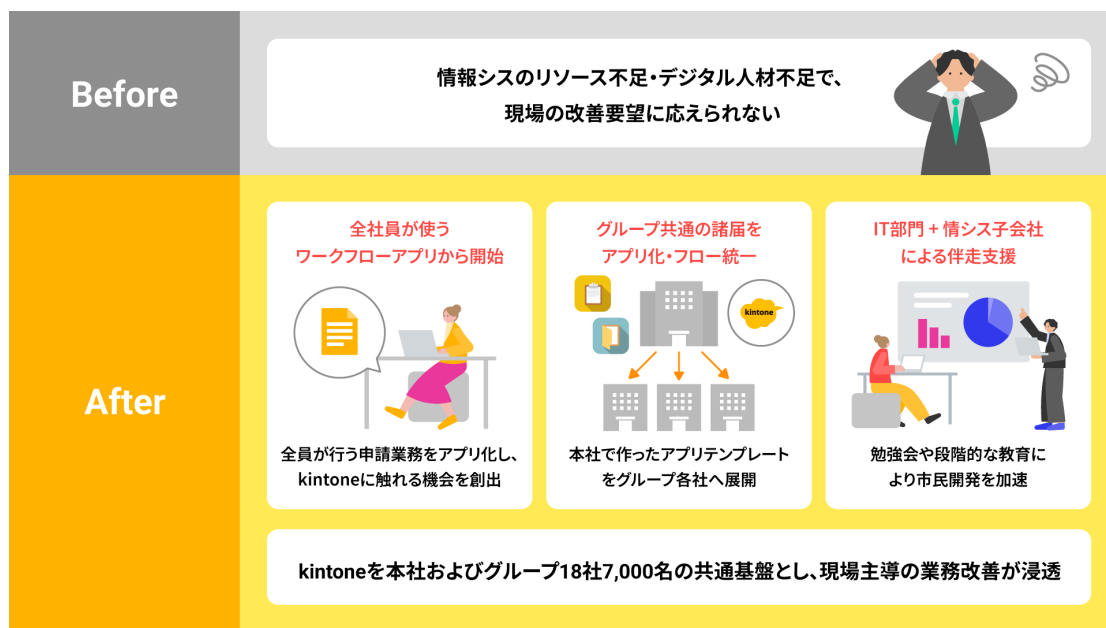 Before
情報シスのリソース不足・デジタル人材不足で、
現場の改善要望に応えられない
After
全社員が使う
ワークフローアプリから開始
全員が行う申請業務をアプリ化し、
kintoneに触れる機会を創出
グループ共通の諸届を
アプリ化・フロー統一
kintone
本社で作ったアプリテンプレート
をグループ各社へ展開
IT部門 + 情シス子会社
による伴走支援
勉強会や段階的な教育に
より市民開発を加速
kintoneを本社およびグループ18社7,000名の共通基盤とし、現場主導の業務改善が浸透